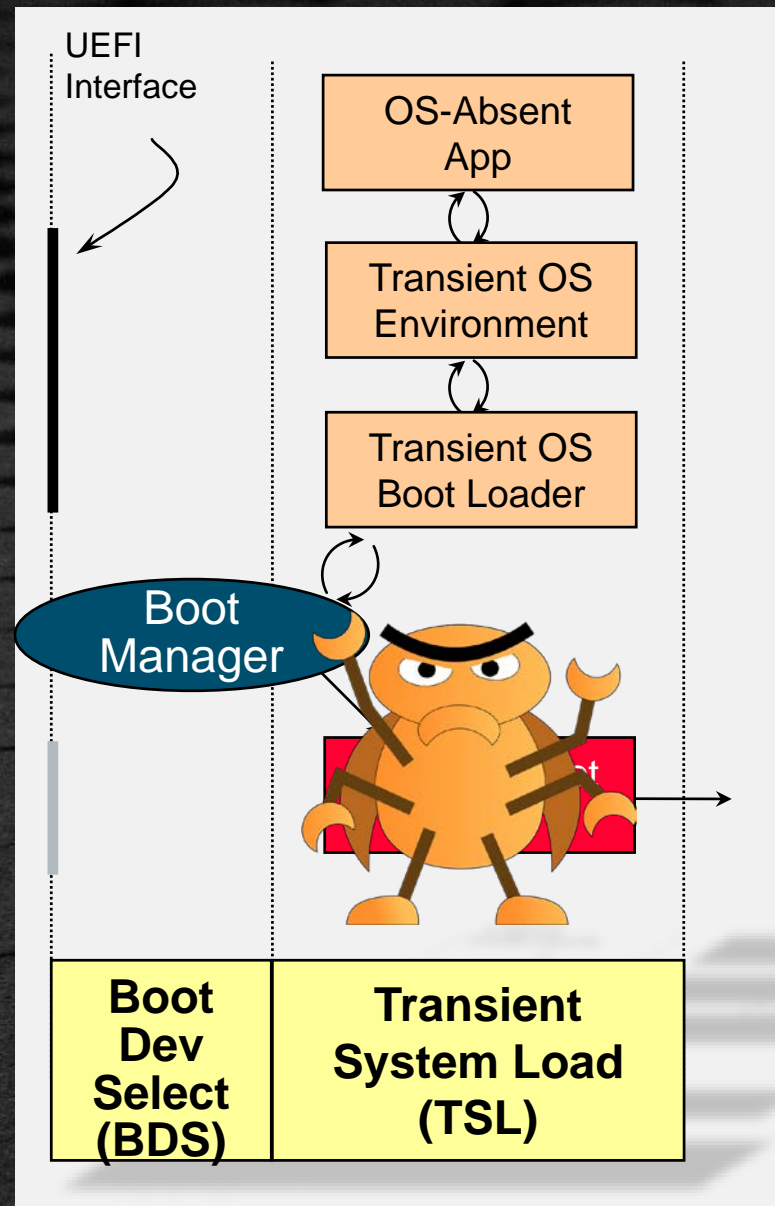 UEFI
Interface
OS-Absent
App
Transient OS
Environment
Transient OS
Boot Loader
Boot
Manager
Boot
Dev
Select
(BDS)
Transient
System Load
(TSL)